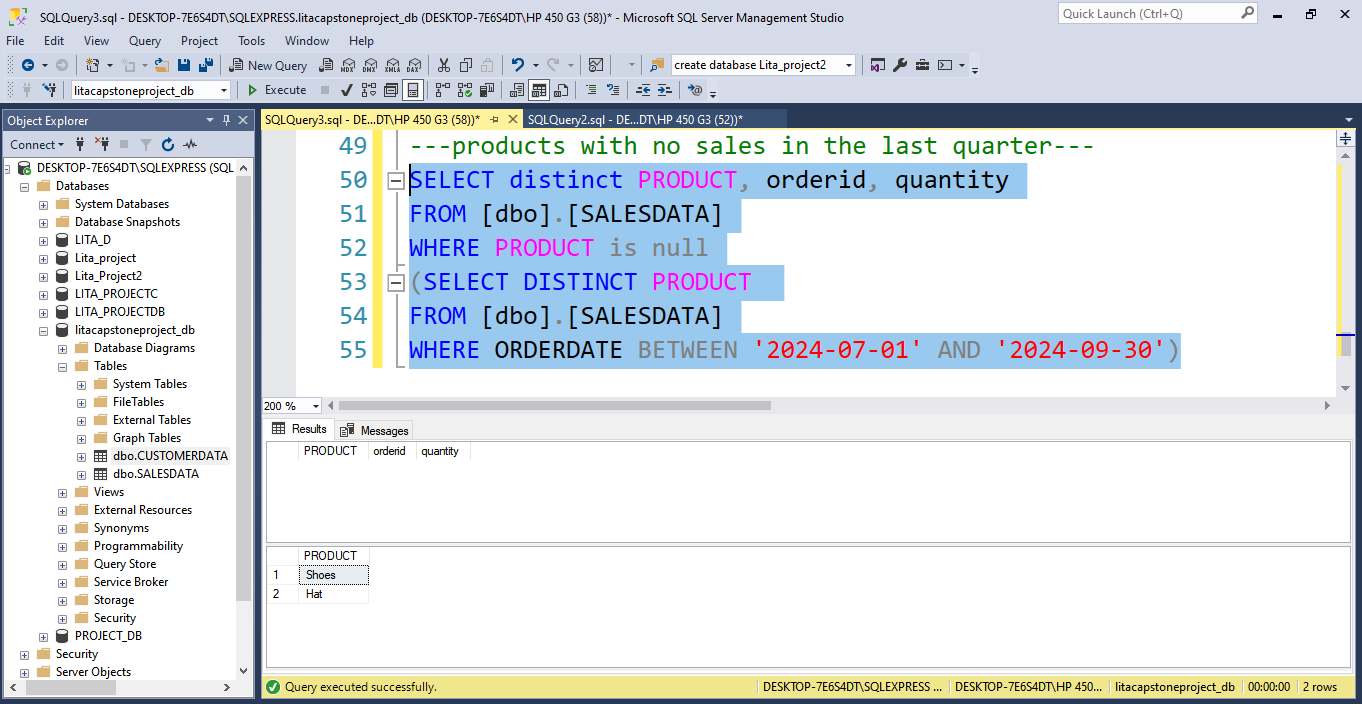 SQLQuery3.sql - DESKTOP-7E6S4DT\SQLEXPRESS.litacapstoneproject_db (DESKTOP-7E6S4DT\HP 450 G3 (58))* - Microsoft SQL Server Management Studio
Quick Launch (Ctrl+Q)
File Edit View Query Project Tools Window Help
New Query
MDX DMX XMLA DAX
create database Lita_project2
litacapstoneproject_db
Execute
Object Explorer
Connect
DESKTOP-7E6S4DT\SQLEXPRESS (SQL
Databases
System Databases
Database Snapshots
LITA_D
Lita_project
Lita_Project2
LITA_PROJECTC
LITA_PROJECTDB
litacapstoneproject_db
Database Diagrams
Tables
System Tables
FileTables
External Tables
Graph Tables
dbo.CUSTOMERDATA
dbo.SALESDATA
Views
External Resources
Synonyms
Programmability
Query Store
Service Broker
Storage
Security
PROJECT_DB
Security
Server Objects
SQLQuery3.sql - DE...DT\HP 450 G3 (58))*
SQLQuery2.sql - DE...DT\HP 450 G3 (52))*
49 ---products with no sales in the last quarter---
50 SELECT distinct PRODUCT, orderid, quantity
51 FROM [dbo].[SALESDATA]
52 WHERE PRODUCT is null
53 (SELECT DISTINCT PRODUCT
54 FROM [dbo].[SALESDATA]
55 WHERE ORDERDATE BETWEEN '2024-07-01' AND '2024-09-30')
200 %
Results Messages
PRODUCT orderid quantity
PRODUCT
1 Shoes
2 Hat
Query executed successfully.
DESKTOP-7E6S4DT\SQLEXPRESS ... DESKTOP-7E6S4DT\HP 450... litacapstoneproject_db 00:00:00 2 rows